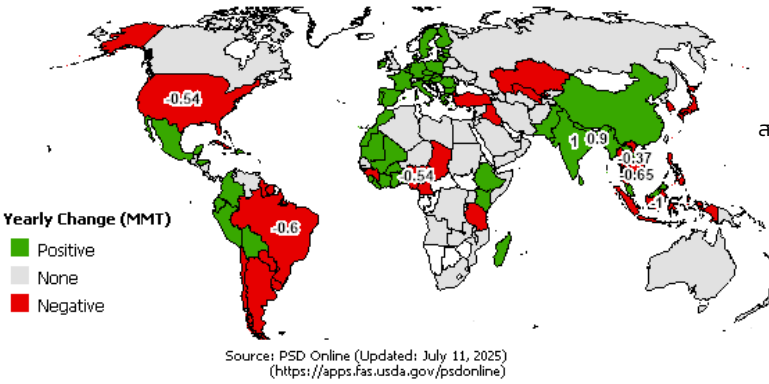 -0.54
a
1
0.9
-0.37
-0.65
-0.54
-1
-0.6
Yearly Change (MMT)
Positive
None
Negative
Source: PSD Online (Updated: July 11, 2025)
(https://apps.fas.usda.gov/psdonline)